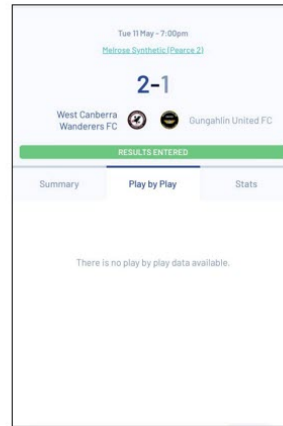 Tue 11 May - 7:00pm
Melrose Synthetic (Pearce 2)
2-1
West Canberra
Wanderers FC
Gungahlin United FC
RESULTS ENTERED
Summary
Play by Play
Stats
There is no play by play data available.